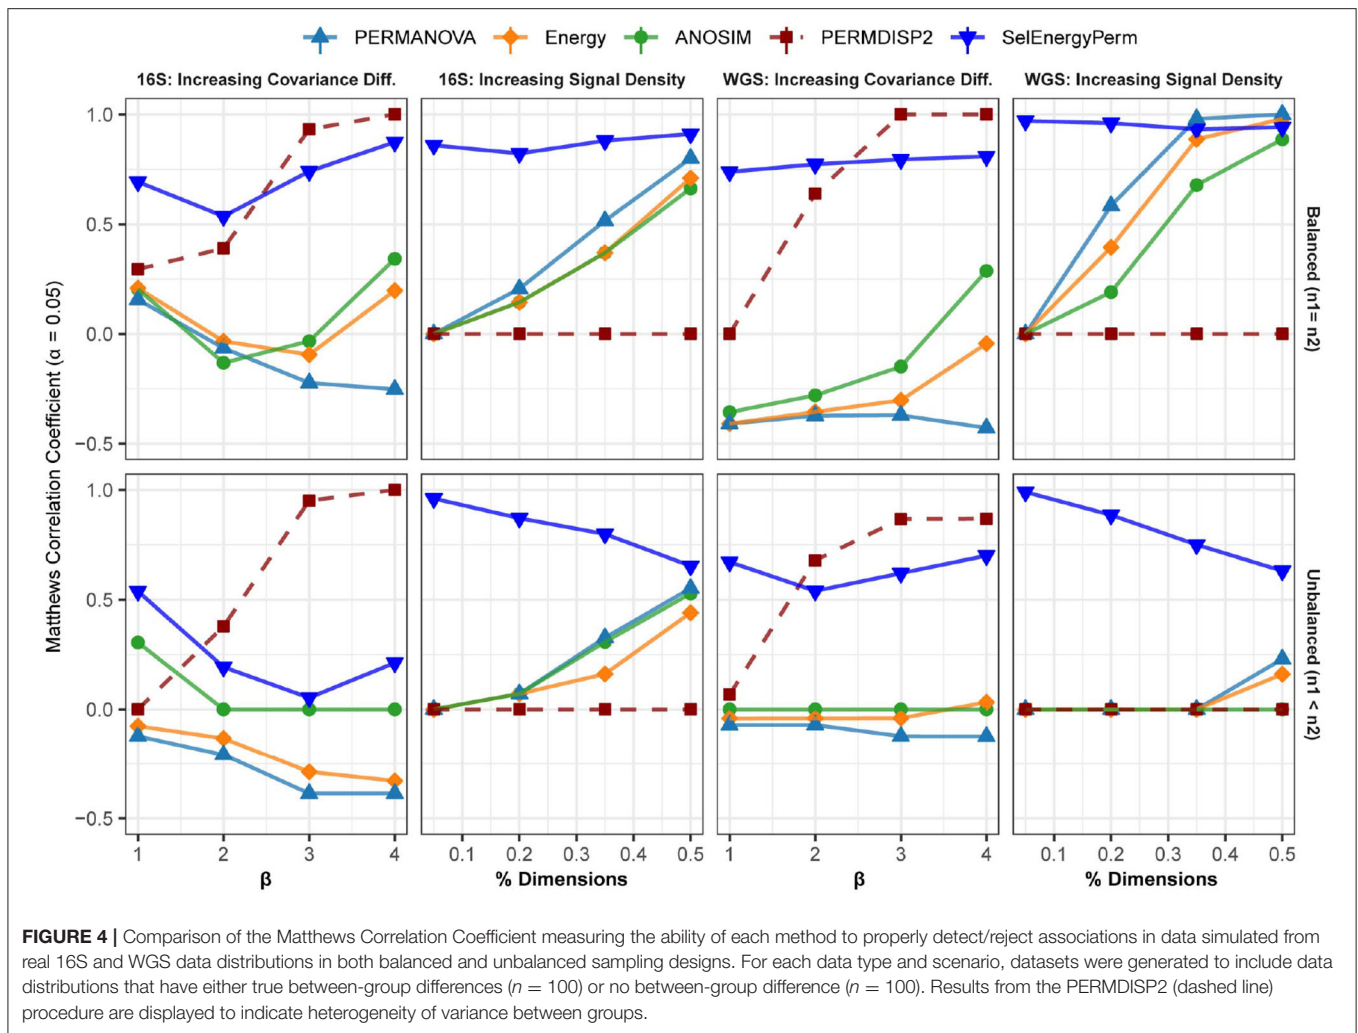 PERMANOVA Energy ANOSIM PERMDISP2 SelEnergyPerm
16S: Increasing Covariance Diff. 16S: Increasing Signal Density WGS: Increasing Covariance Diff. WGS: Increasing Signal Density
Matthews Correlation Coefficient (α = 0.05)
1.0
0.5
0.0
−0.5
Balanced (n1= n2)
1.0
0.5
0.0
−0.5
Unbalanced (n1 < n2)
1 2 3 4 0.1 0.2 0.3 0.4 0.5 1 2 3 4 0.1 0.2 0.3 0.4 0.5
β % Dimensions β % Dimensions
FIGURE 4 | Comparison of the Matthews Correlation Coefficient measuring the ability of each method to properly detect/reject associations in data simulated from
real 16S and WGS data distributions in both balanced and unbalanced sampling designs. For each data type and scenario, datasets were generated to include data
distributions that have either true between-group differences (n = 100) or no between-group difference (n = 100). Results from the PERMDISP2 (dashed line)
procedure are displayed to indicate heterogeneity of variance between groups.